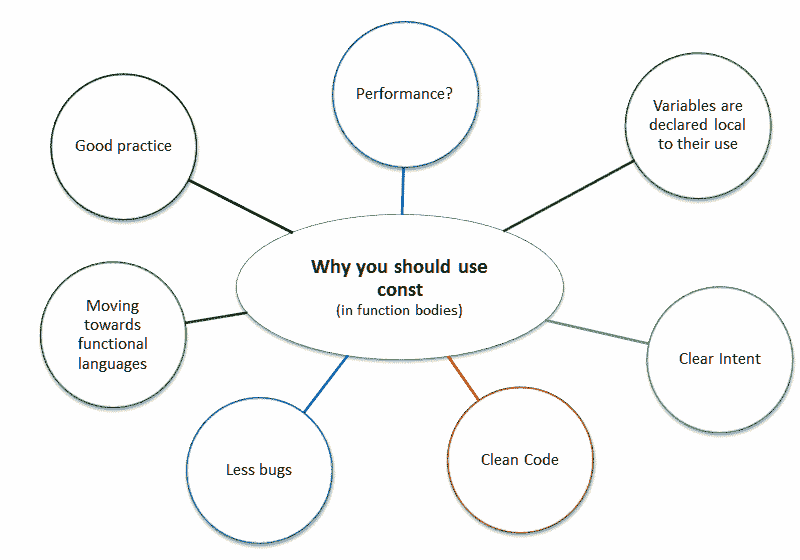 Performance?
Variables are
declared local
to their use
Good practice
Why you should use
const
(in function bodies)
Moving
towards
functional
languages
Clear Intent
Less bugs
Clean Code